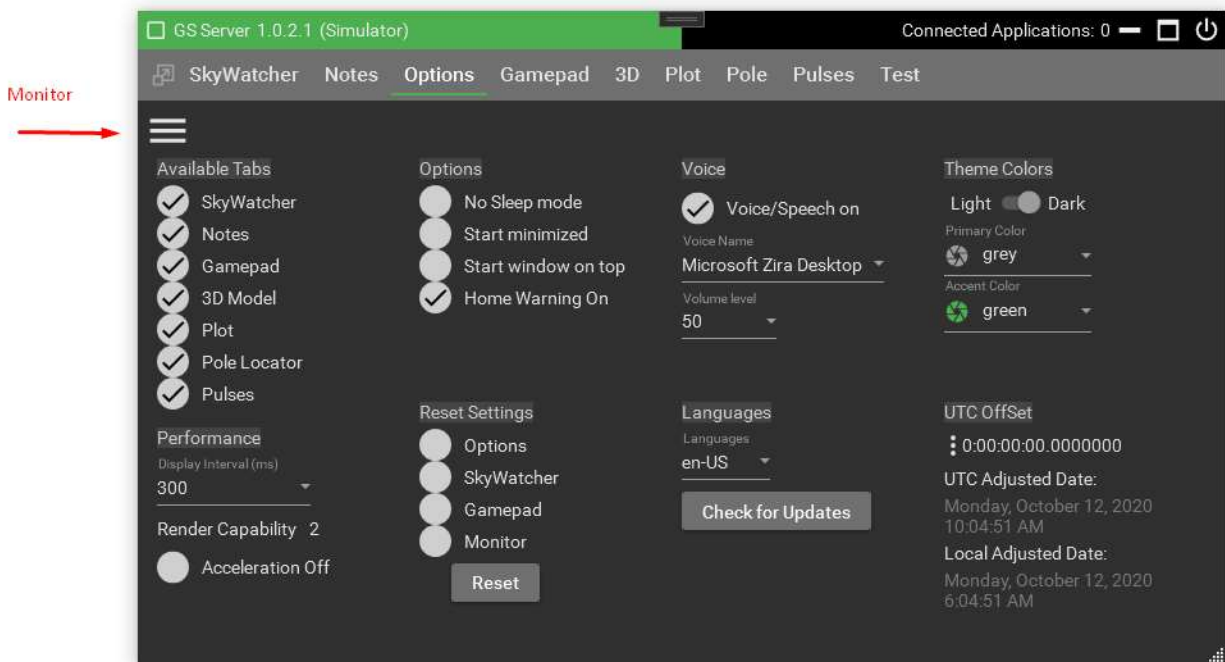 GS Server 1.0.2.1 (Simulator)
Connected Applications: 0
SkyWatcher Notes Options Gamepad 3D Plot Pole Pulses Test
Monitor
Available Tabs
SkyWatcher
Notes
Gamepad
3D Model
Plot
Pole Locator
Pulses
Performance
Display Interval (ms)
300
Render Capability 2
Acceleration Off
Options
No Sleep mode
Start minimized
Start window on top
Home Warning On
Reset Settings
Options
SkyWatcher
Gamepad
Monitor
Reset
Voice
Voice/Speech on
Voice Name
Microsoft Zira Desktop
Volume level
50
Languages
Languages
en-US
Check for Updates
Theme Colors
Light Dark
Primary Color
grey
Accent Color
green
UTC OffSet
0:00:00:00.0000000
UTC Adjusted Date:
Monday, October 12, 2020
10:04:51 AM
Local Adjusted Date:
Monday, October 12, 2020
6:04:51 AM